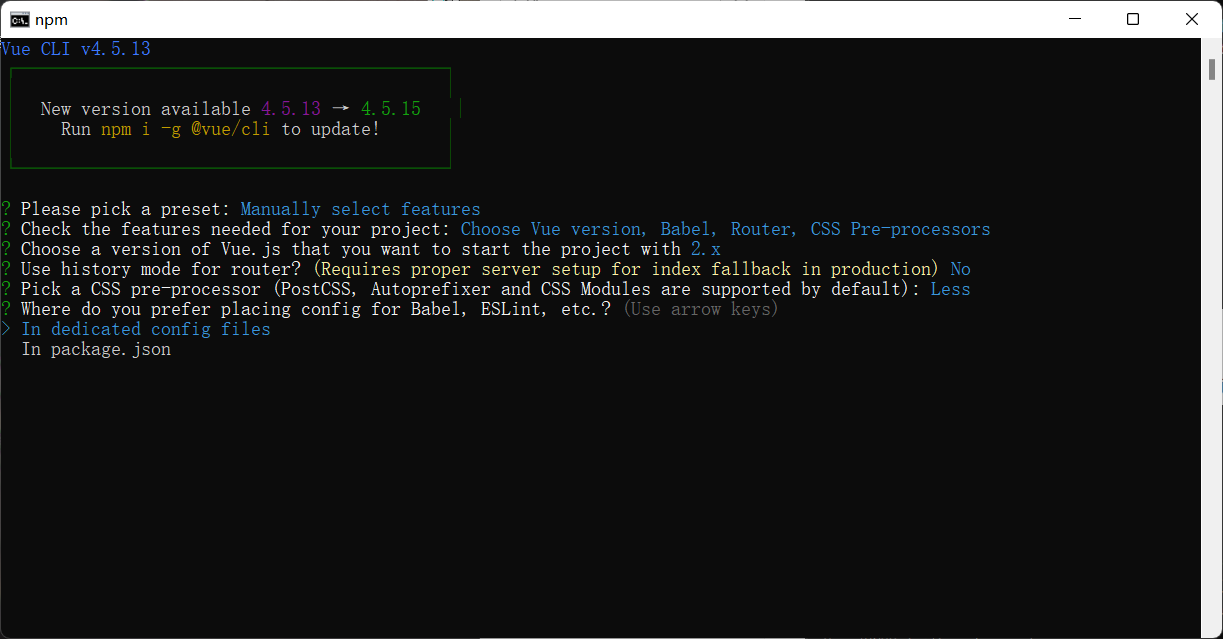 npm
Vue CLI v4.5.13
New version available 4.5.13 → 4.5.15
Run npm i -g @vue/cli to update!
? Please pick a preset: Manually select features
? Check the features needed for your project: Choose Vue version, Babel, Router, CSS Pre-processors
? Choose a version of Vue.js that you want to start the project with 2.x
? Use history mode for router? (Requires proper server setup for index fallback in production) No
? Pick a CSS pre-processor (PostCSS, Autoprefixer and CSS Modules are supported by default): Less
? Where do you prefer placing config for Babel, ESLint, etc.? (Use arrow keys)
> In dedicated config files
In package.json